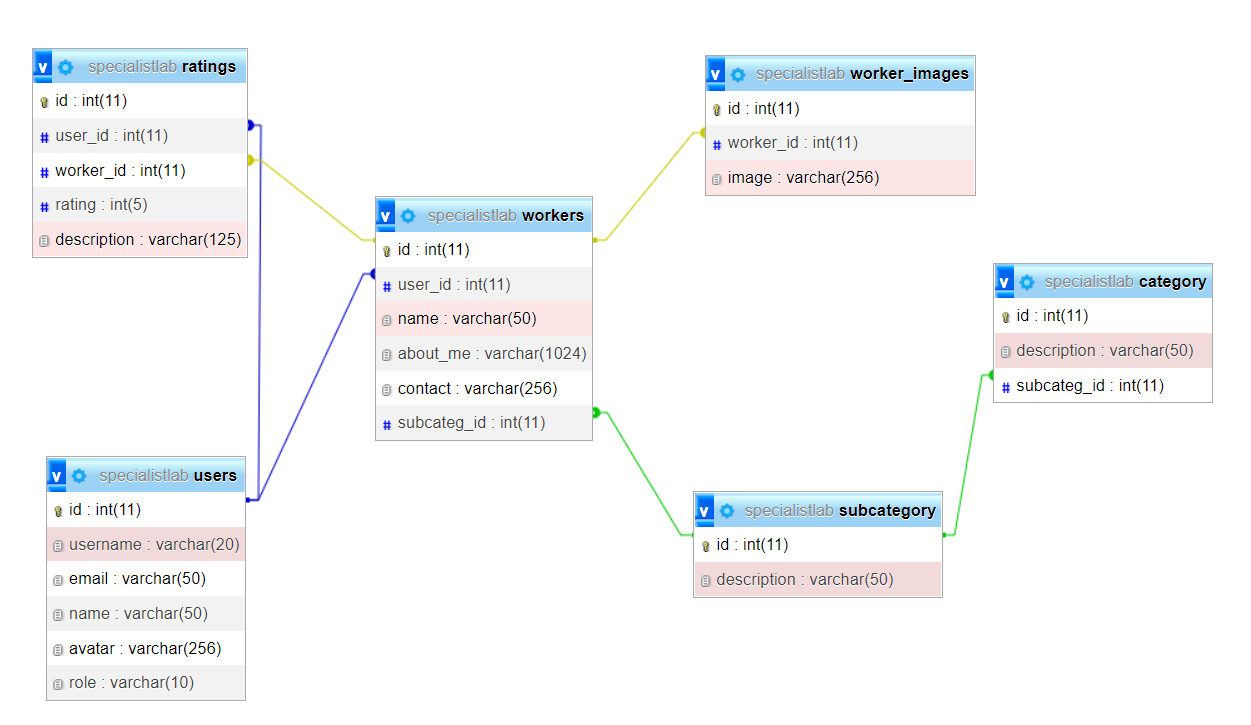 v specialistlab ratings
id : int(11)
# user_id : int(11)
# worker_id : int(11)
# rating : int(5)
description : varchar(125)
v specialistlab workers
id : int(11)
# user_id : int(11)
name : varchar(50)
about_me : varchar(1024)
contact : varchar(256)
# subcateg_id : int(11)
v specialistlab worker_images
id : int(11)
# worker_id : int(11)
image : varchar(256)
v specialistlab category
id : int(11)
description : varchar(50)
# subcateg_id : int(11)
v specialistlab users
id : int(11)
username : varchar(20)
email : varchar(50)
name : varchar(50)
avatar : varchar(256)
role : varchar(10)
v specialistlab subcategory
id : int(11)
description : varchar(50)